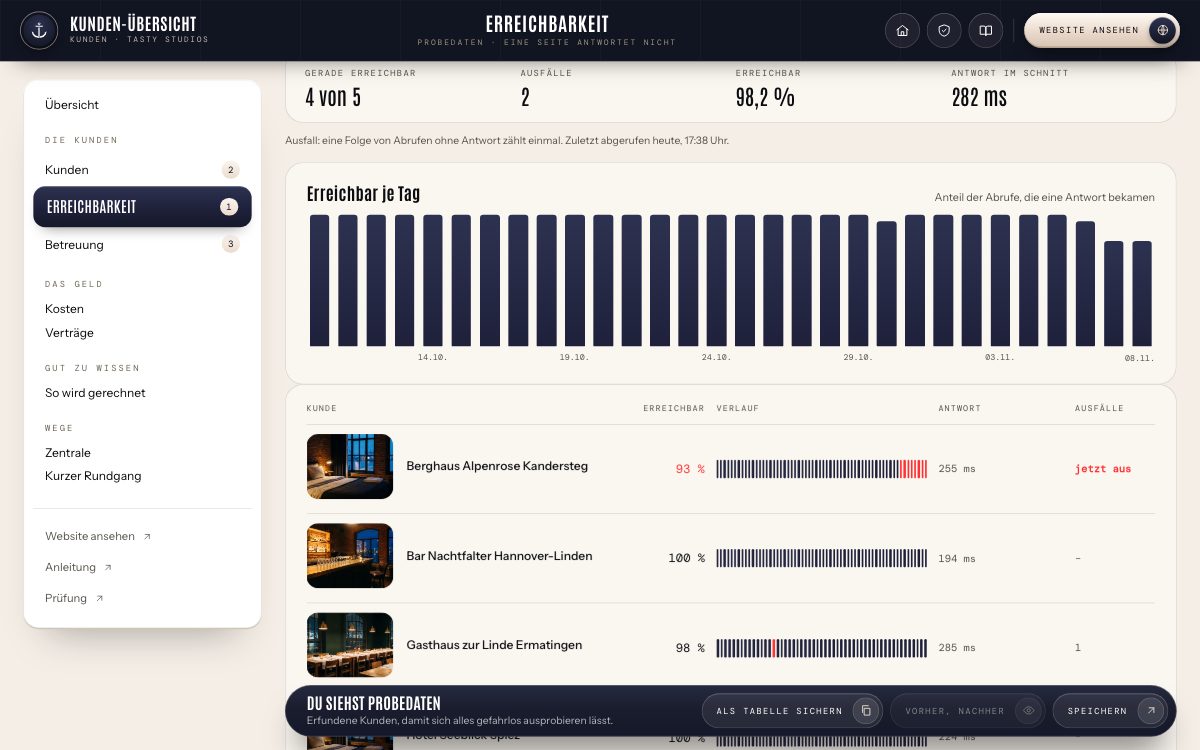 KUNDEN-ÜBERSICHT
KUNDEN · TASTY STUDIOS
ERREICHBARKEIT
PROBEDATEN · EINE SEITE ANTWORTET NICHT
WEBSITE ANSEHEN
Übersicht
DIE KUNDEN
Kunden 2
ERREICHBARKEIT 1
Betreuung 3
DAS GELD
Kosten
Verträge
GUT ZU WISSEN
So wird gerechnet
WEGE
Zentrale
Kurzer Rundgang
Website ansehen
Anleitung
Prüfung
GERADE ERREICHBAR AUSFÄLLE ERREICHBAR ANTWORT IM SCHNITT
4 von 5 2 98,2 % 282 ms
Ausfall: eine Folge von Abrufen ohne Antwort zählt einmal. Zuletzt abgerufen heute, 17:38 Uhr.
Erreichbar je Tag
Anteil der Abrufe, die eine Antwort bekamen
14.10. 19.10. 24.10. 29.10. 03.11. 08.11.
KUNDE ERREICHBAR VERLAUF ANTWORT AUSFÄLLE
Berghaus Alpenrose Kandersteg 93 % 255 ms jetzt aus
Bar Nachtfalter Hannover-Linden 100 % 194 ms –
Gasthaus zur Linde Ermatingen 98 % 285 ms 1
DU SIEHST PROBEDATEN
Erfundene Kunden, damit sich alles gefahrlos ausprobieren lässt.
ALS TABELLE SICHERN
VORHER, NACHHER
SPEICHERN
Hotel Seeblick Spiez 100 % 224 ms